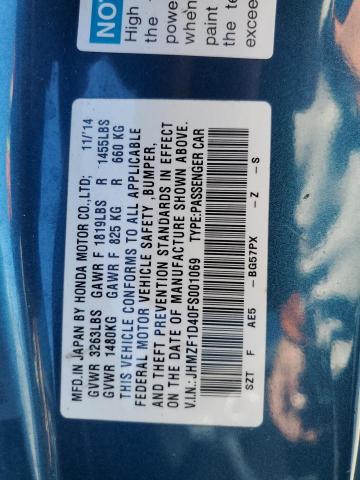 NOT
High
the
powe
when
paint
the te
excee
MFD.IN JAPAN BY HONDA MOTOR CO.,LTD; 11/'14
GVWR 3263LBS GAWR F 1819LBS R 1455LBS
GVWR 1480KG GAWR F 825 KG R 660 KG
THIS VEHICLE CONFORMS TO ALL APPLICABLE
FEDERAL MOTOR VEHICLE SAFETY ,BUMPER,
AND THEFT PREVENTION STANDARDS IN EFFECT
ON THE DATE OF MANUFACTURE SHOWN ABOVE.
V.I.N.: JHMZF1D40FS001069 TYPE:PASSENGER CAR
SZT F AE5 -BG57PX -Z -S